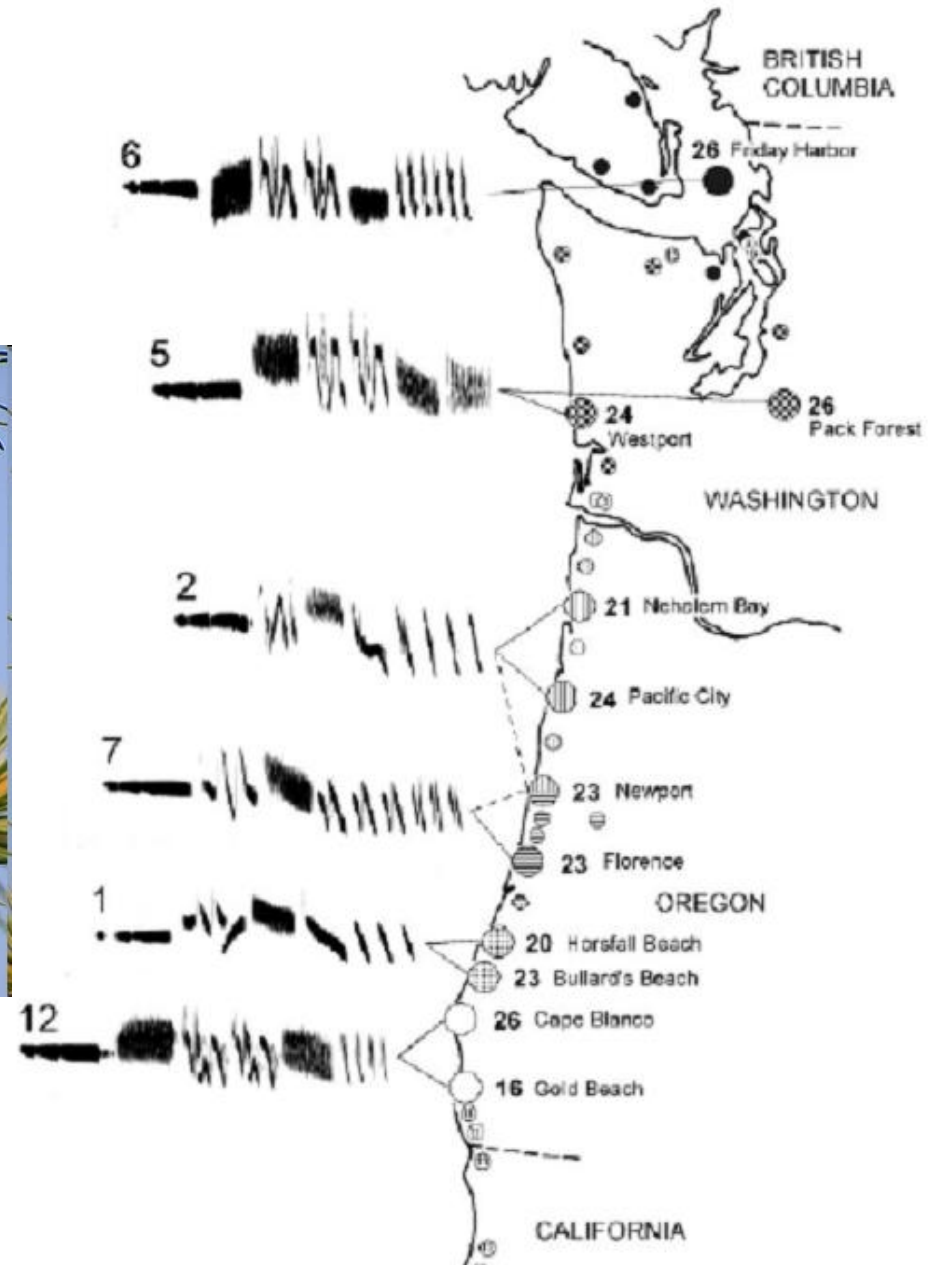 BRITISH
COLUMBIA
6
26 Friday Harbor
5
24
Westport
26
Pack Forest
WASHINGTON
2
21 Nehalem Bay
24 Pacific City
7
23 Newport
23 Florence
1
OREGON
20 Horsfall Beach
23 Bullard's Beach
12
26 Cape Blanco
16 Gold Beach
CALIFORNIA